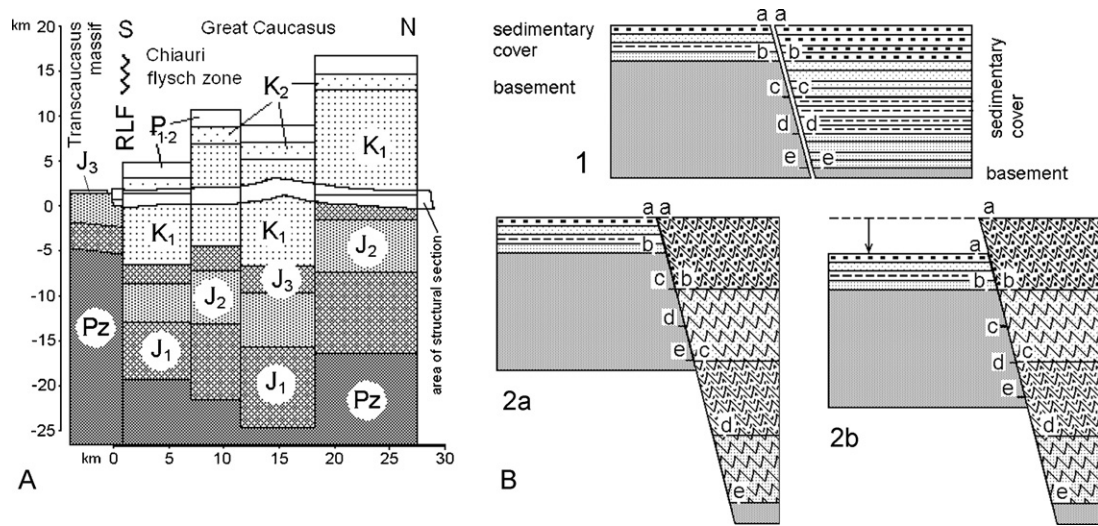 A
km
20
15
10
5
0
-5
-10
-15
-20
-25
S
Great Caucasus
N
Transcaucasus
massif
Chiauri
flysch zone
RLF
P1-2
K2
K1
J3
K1
K1
J2
J3
J2
J1
J1
Pz
Pz
area of structural section
km
0
5
10
15
20
25
30
B
1
sedimentary
cover
basement
a a
b b
c c
d d
e e
sedimentary
cover
basement
2a
a a
b
c b
d
e c
d
e
2b
a
a
b b
c
c
d
e
d
e